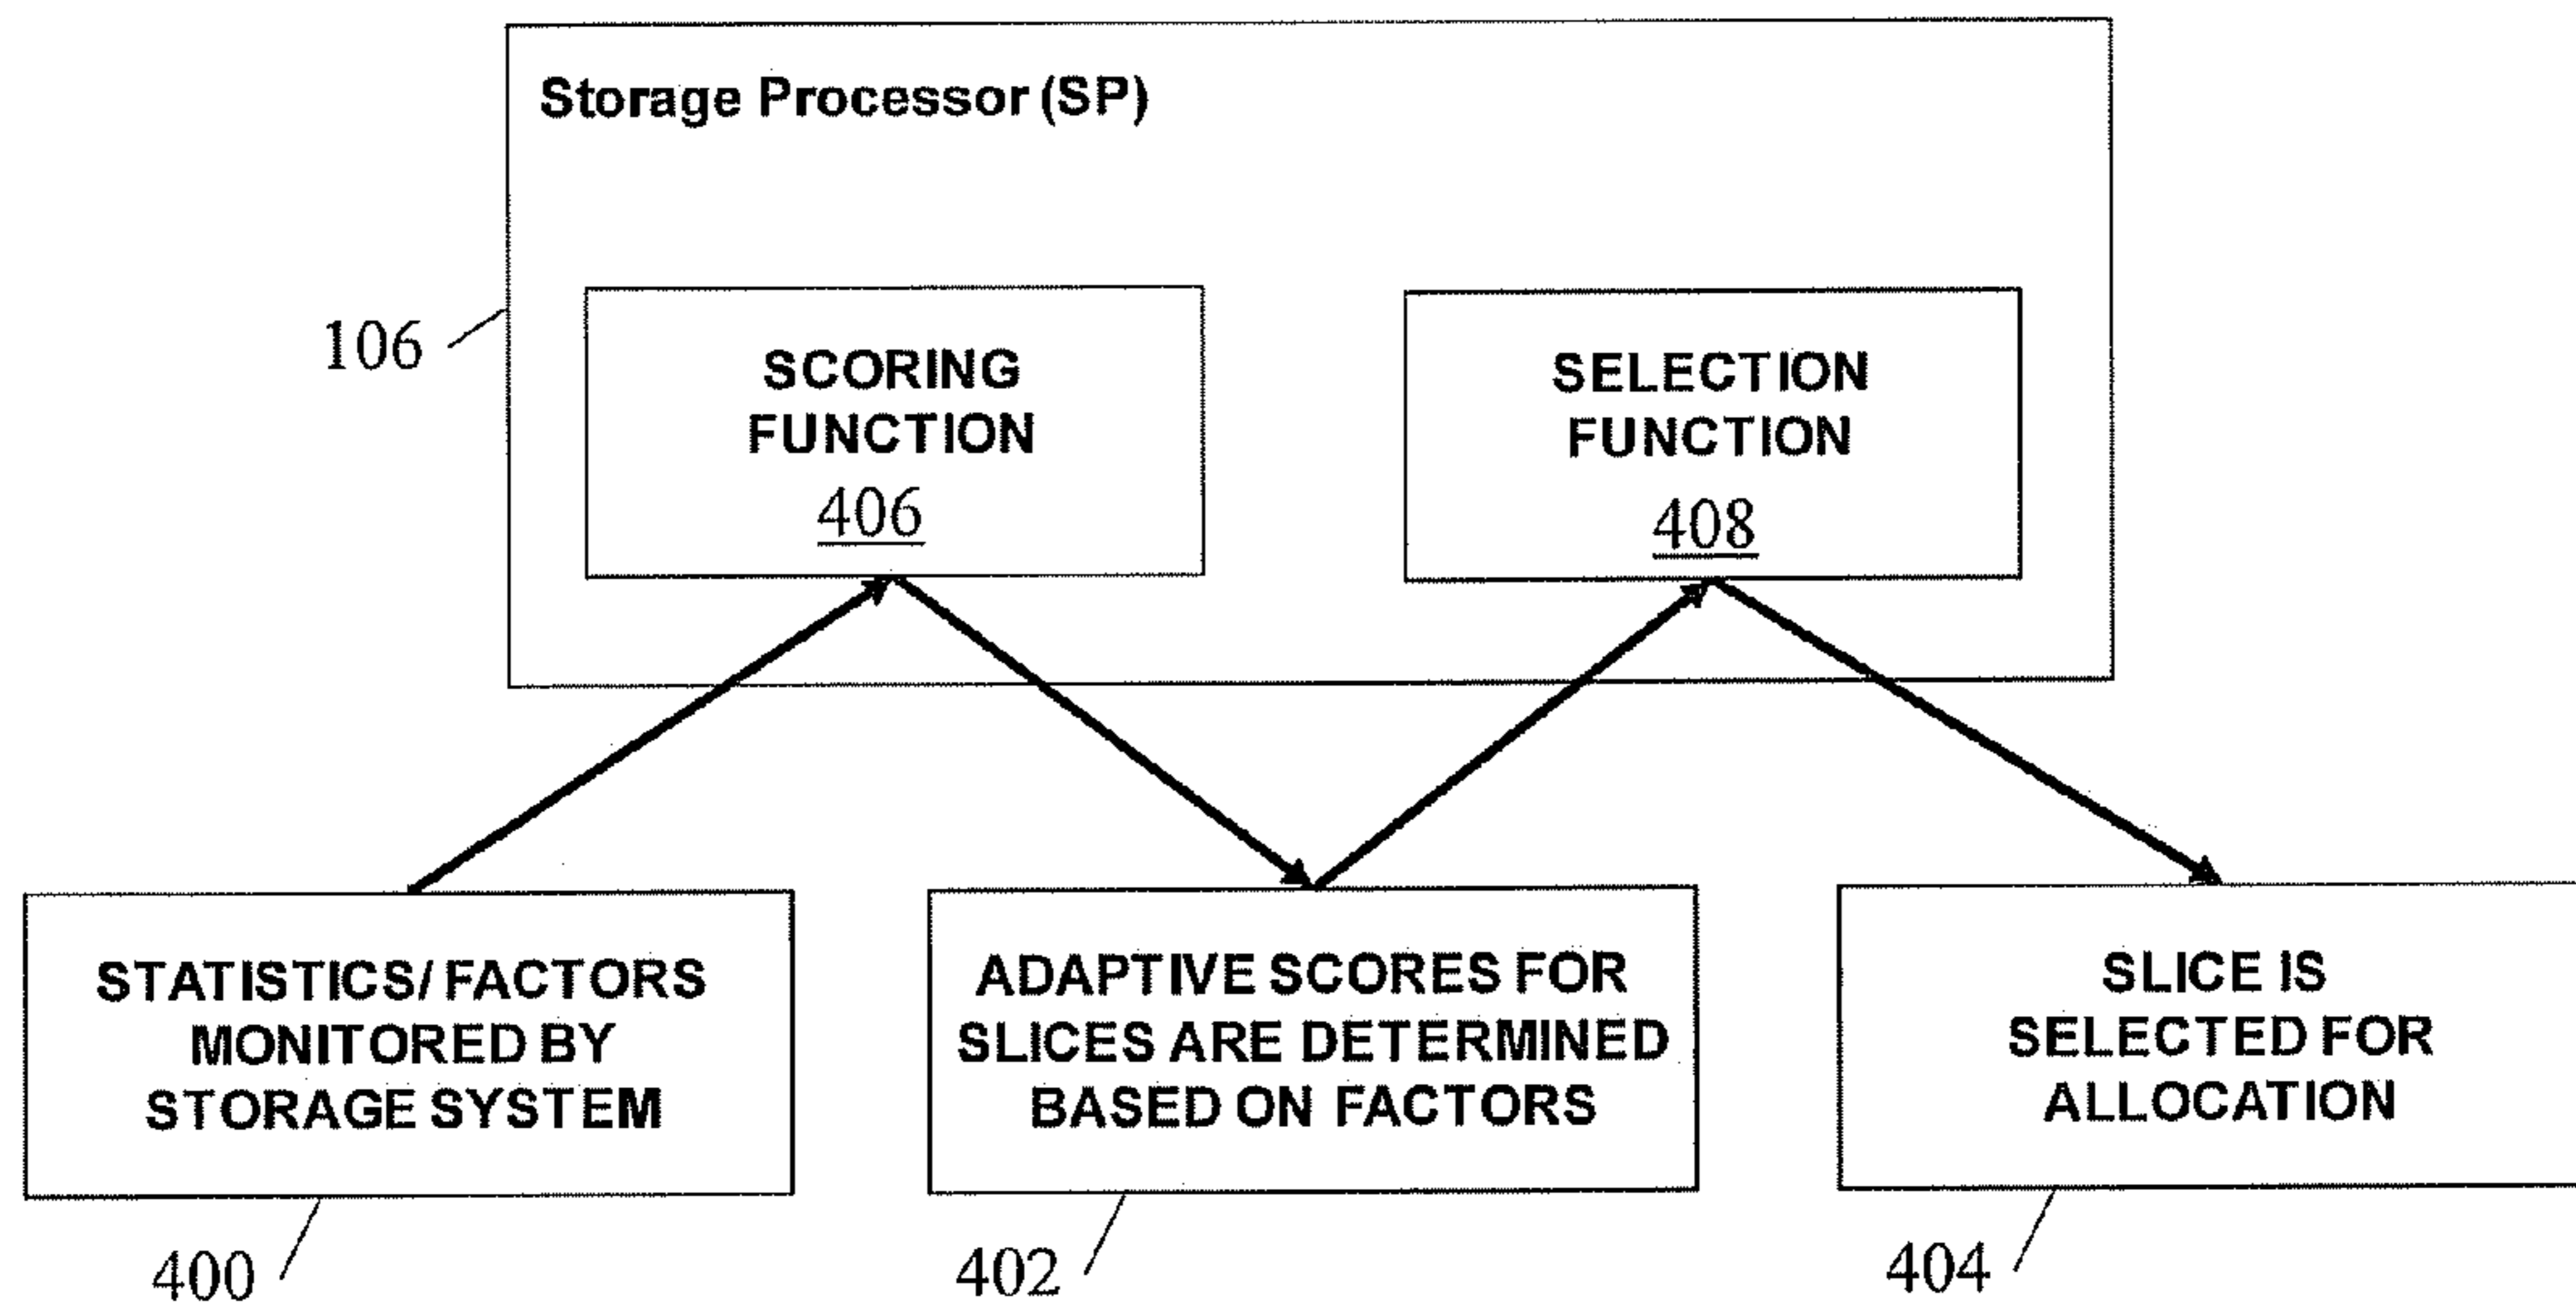 Storage Processor (SP)
106
SCORING
FUNCTION
406
SELECTION
FUNCTION
408
STATISTICS/ FACTORS
MONITORED BY
STORAGE SYSTEM
400
ADAPTIVE SCORES FOR
SLICES ARE DETERMINED
BASED ON FACTORS
402
SLICE IS
SELECTED FOR
ALLOCATION
404